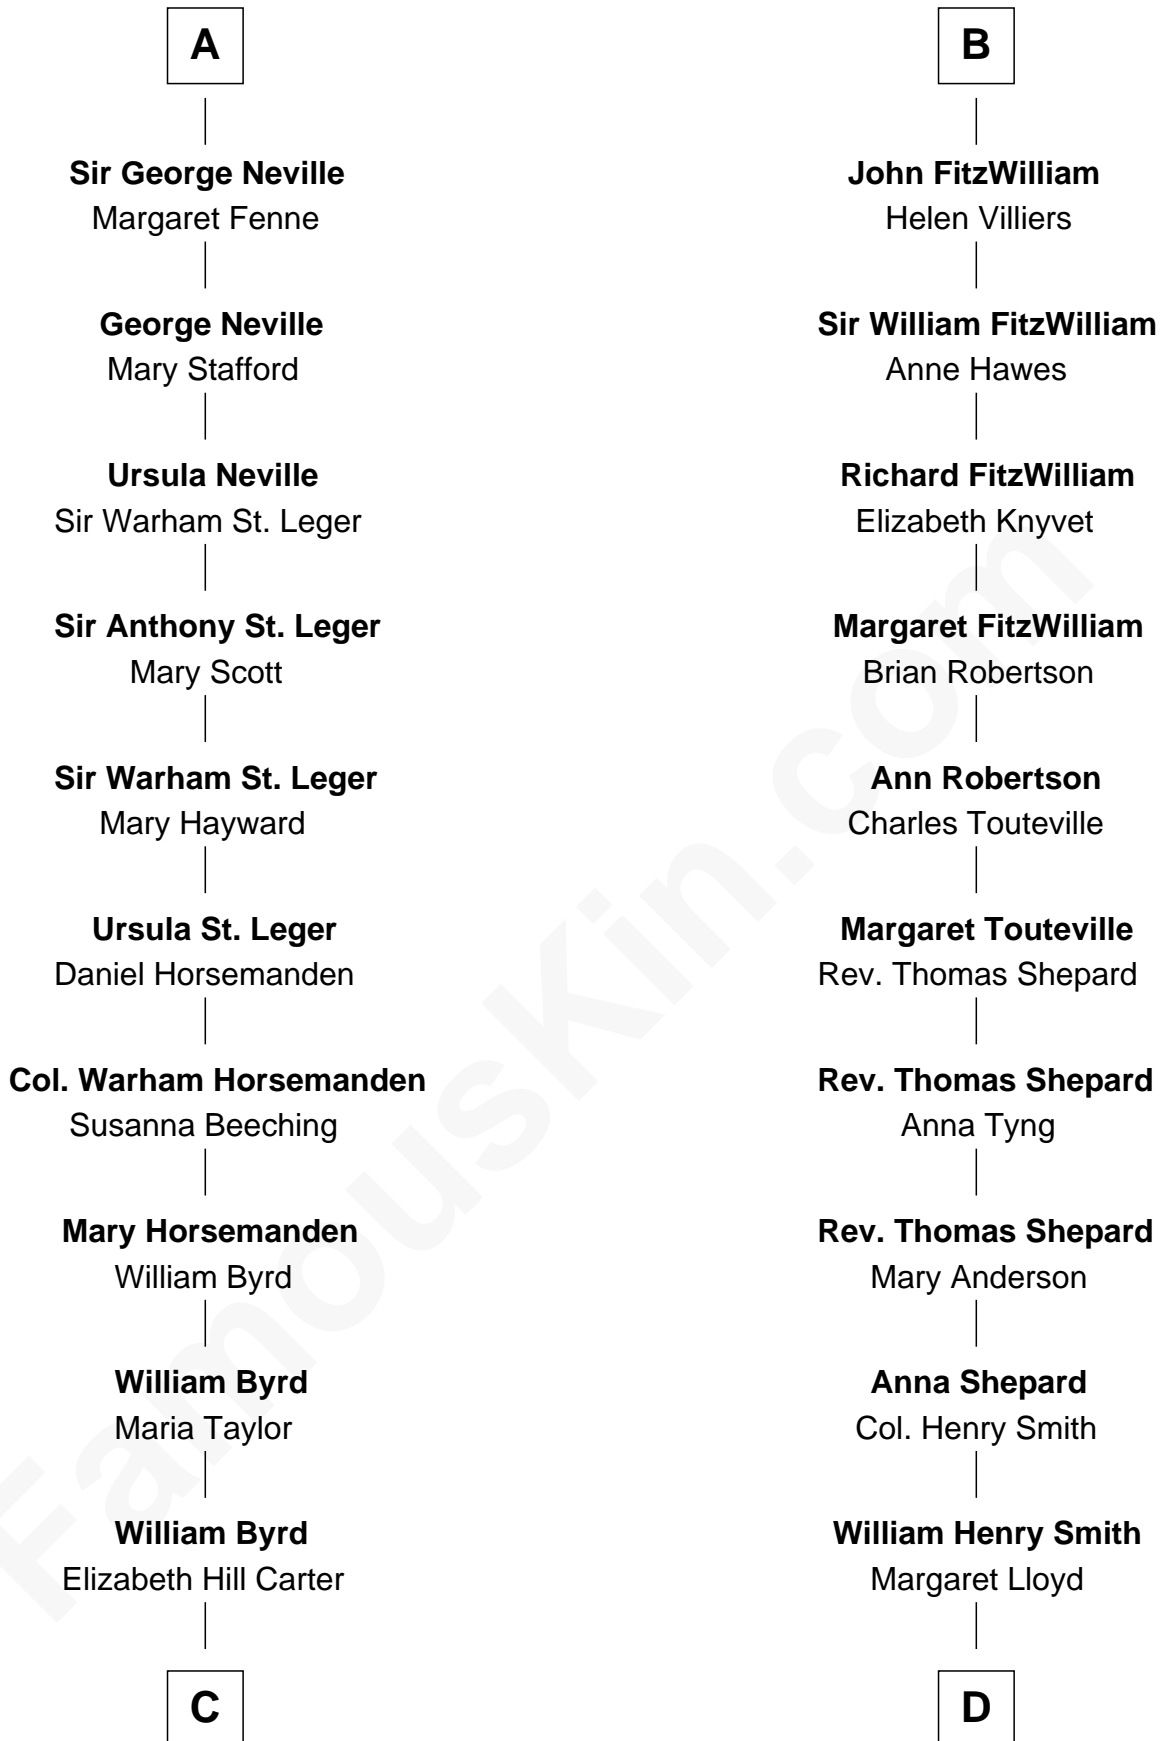 A
Sir George Neville
Margaret Fenne
George Neville
Mary Stafford
Ursula Neville
Sir Warham St. Leger
Sir Anthony St. Leger
Mary Scott
Sir Warham St. Leger
Mary Hayward
Ursula St. Leger
Daniel Horsemanden
Col. Warham Horsemanden
Susanna Beeching
Mary Horsemanden
William Byrd
William Byrd
Maria Taylor
William Byrd
Elizabeth Hill Carter
C
B
John FitzWilliam
Helen Villiers
Sir William FitzWilliam
Anne Hawes
Richard FitzWilliam
Elizabeth Knyvet
Margaret FitzWilliam
Brian Robertson
Ann Robertson
Charles Touteville
Margaret Touteville
Rev. Thomas Shepard
Rev. Thomas Shepard
Anna Tyng
Rev. Thomas Shepard
Mary Anderson
Anna Shepard
Col. Henry Smith
William Henry Smith
Margaret Lloyd
D
FamousKin.com